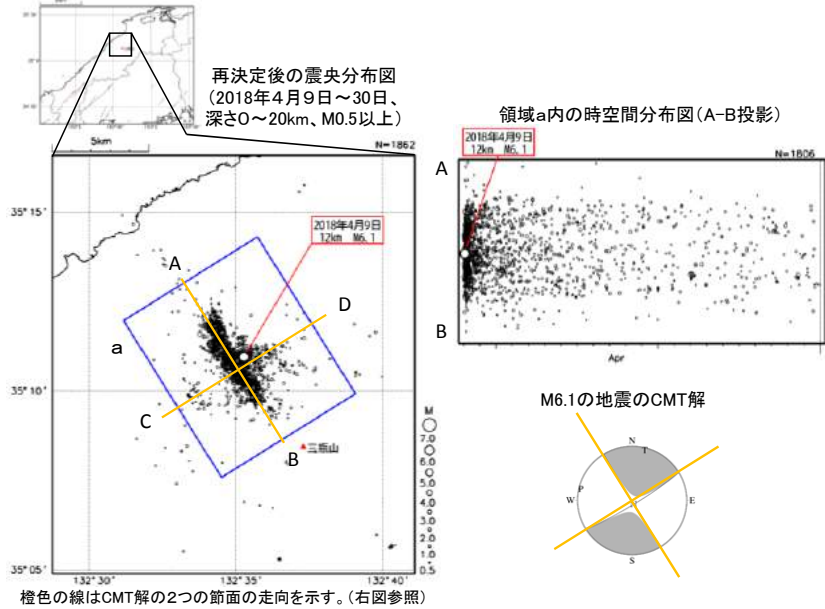 再決定後の震央分布図
(2018年4月9日~30日、
深さ0~20km、M0.5以上)
5km
N=1862
35°15'
2018年4月9日
12km M6.1
A
D
a
35°10'
C
B
三瓶山
M
7.0
6.0
5.0
4.0
3.0
2.0
1.0
0.5
35°05'
132°30'
132°35'
132°40'
橙色の線はCMT解の2つの節面の走向を示す。(右図参照)
領域a内の時空間分布図(A-B投影)
2018年4月9日
12km M6.1
N=1806
A
B
Apr
M6.1の地震のCMT解
N
T
P
W
E
S